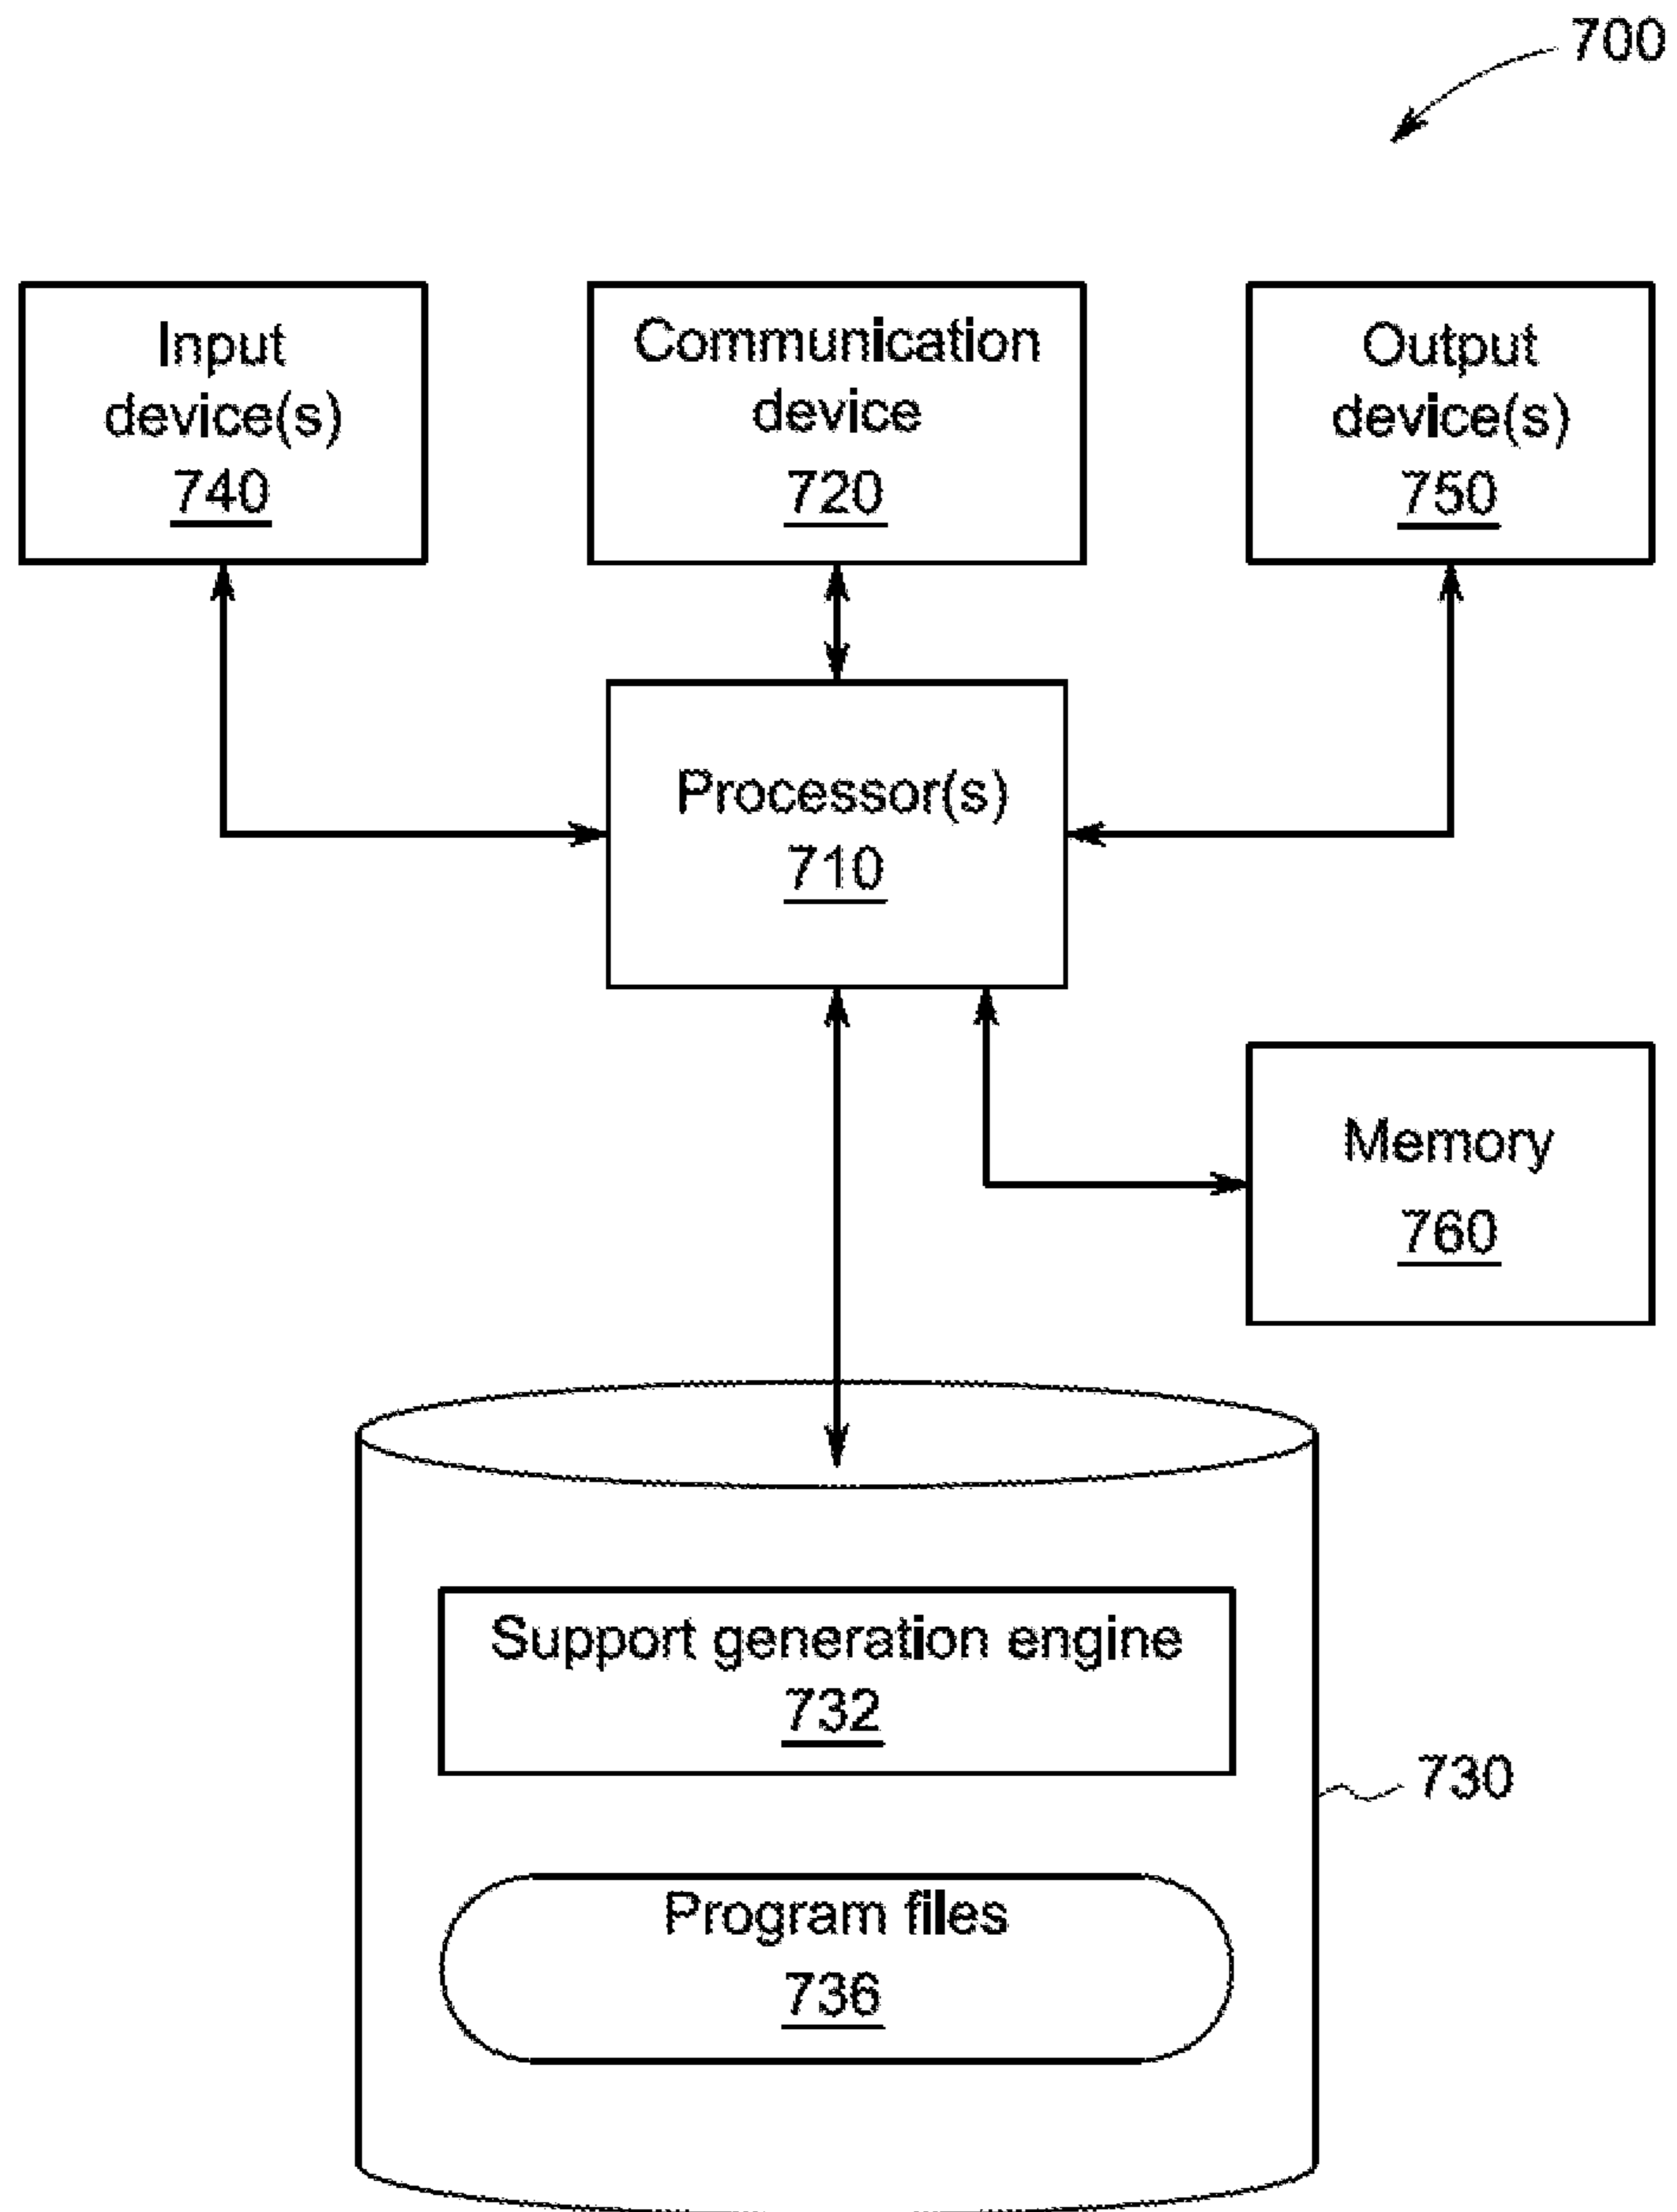 700
Input
device(s)
740
Communication
device
720
Output
device(s)
750
Processor(s)
710
Memory
760
Support generation engine
732
730
Program files
736